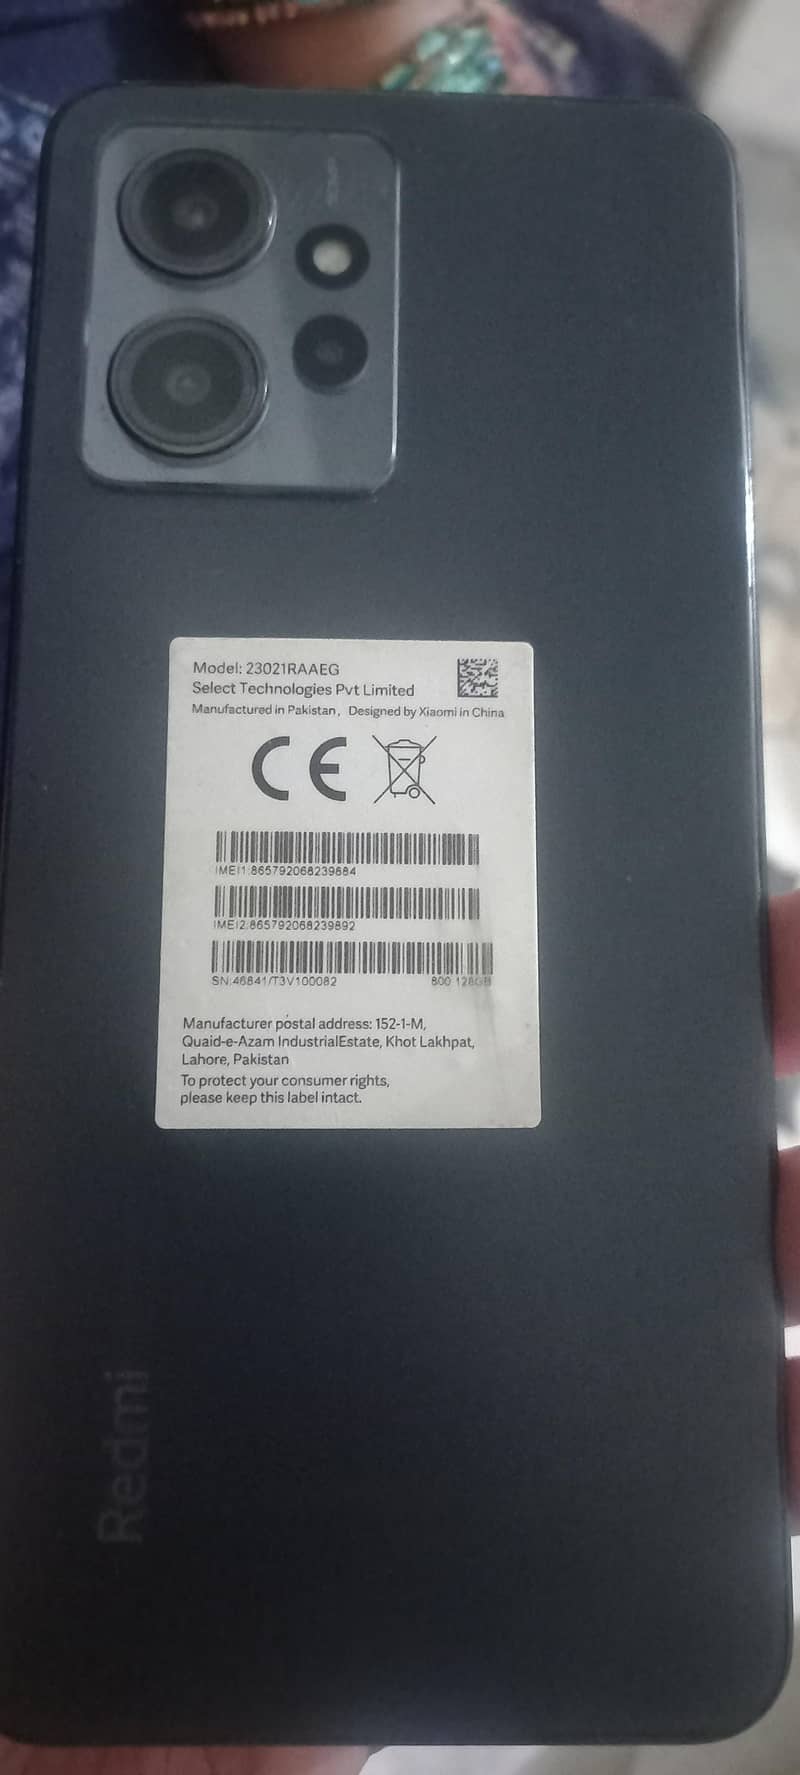 Model: 23021RAAEG
Select Technologies Pvt Limited
Manufactured in Pakistan, Designed by Xiaomi in China
CE
IMEI1:865792068239884
IMEI2:865792068239892
SN:46841/T3V100082 800 128GB
Manufacturer postal address: 152-1-M,
Quaid-e-Azam IndustrialEstate, Khot Lakhpat,
Lahore, Pakistan
To protect your consumer rights,
please keep this label intact.
Redmi